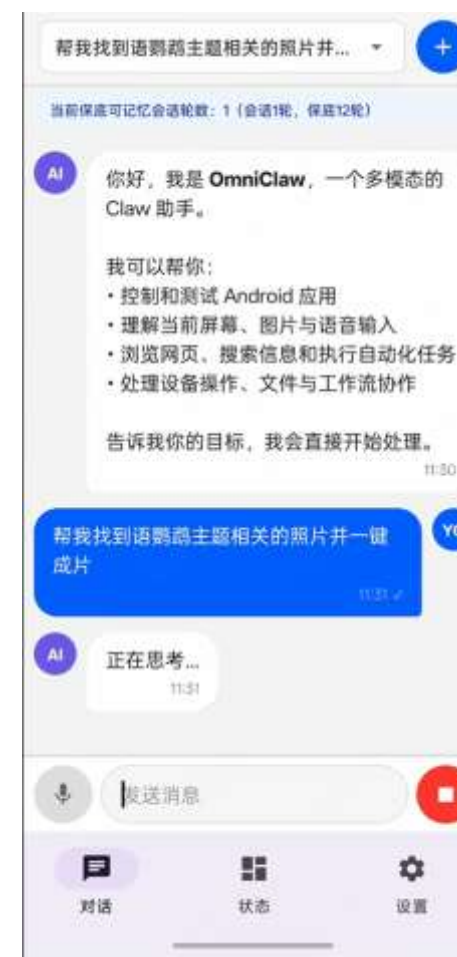 帮我找到语鹦鹉主题相关的照片并...
当前保底可记忆会话轮数：1（会话1轮，保底12轮）
AI
你好，我是 OmniClaw，一个多模态的
Claw 助手。
我可以帮你：
• 控制和测试 Android 应用
• 理解当前屏幕、图片与语音输入
• 浏览网页、搜索信息和执行自动化任务
• 处理设备操作、文件与工作流协作
告诉我你的目标，我会直接开始处理。
11:30
帮我找到语鹦鹉主题相关的照片并一键
成片
11:31 ✓
AI
正在思考...
11:31
发送消息
对话
状态
设置